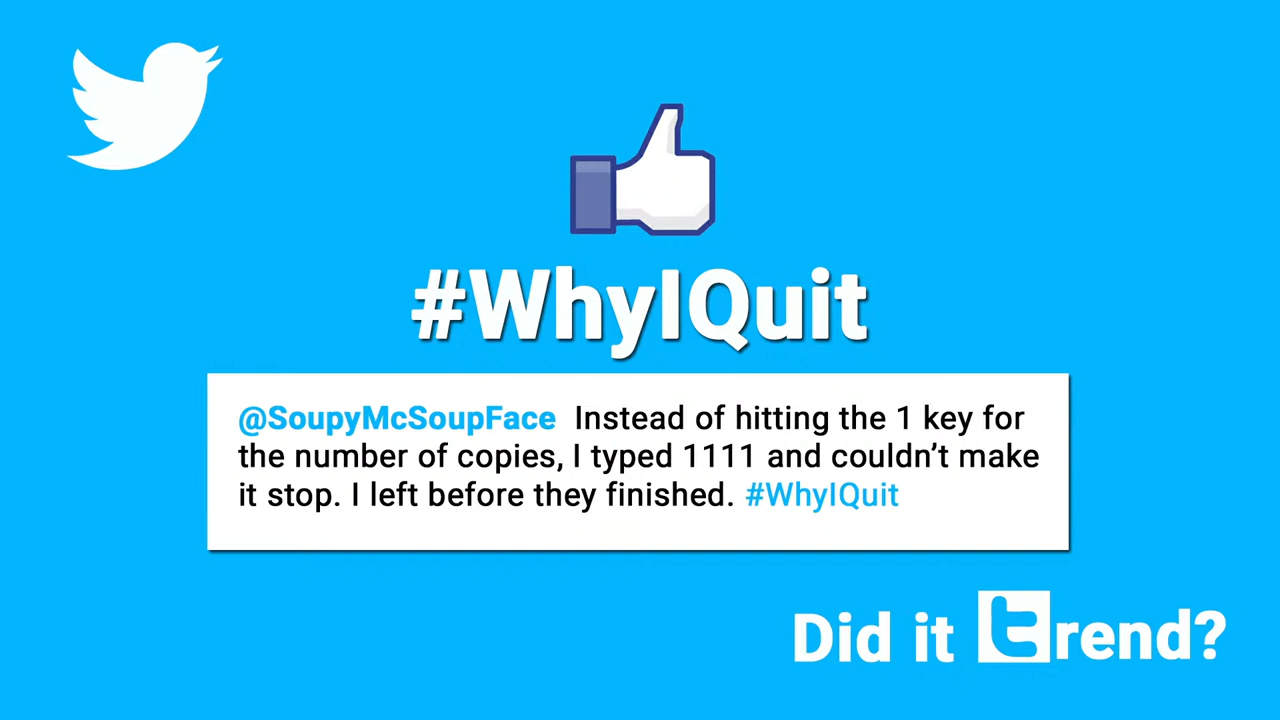 #WhyIQuit
@SoupyMcSoupFace Instead of hitting the 1 key for
the number of copies, I typed 1111 and couldn’t make
it stop. I left before they finished. #WhyIQuit
Did it trend?